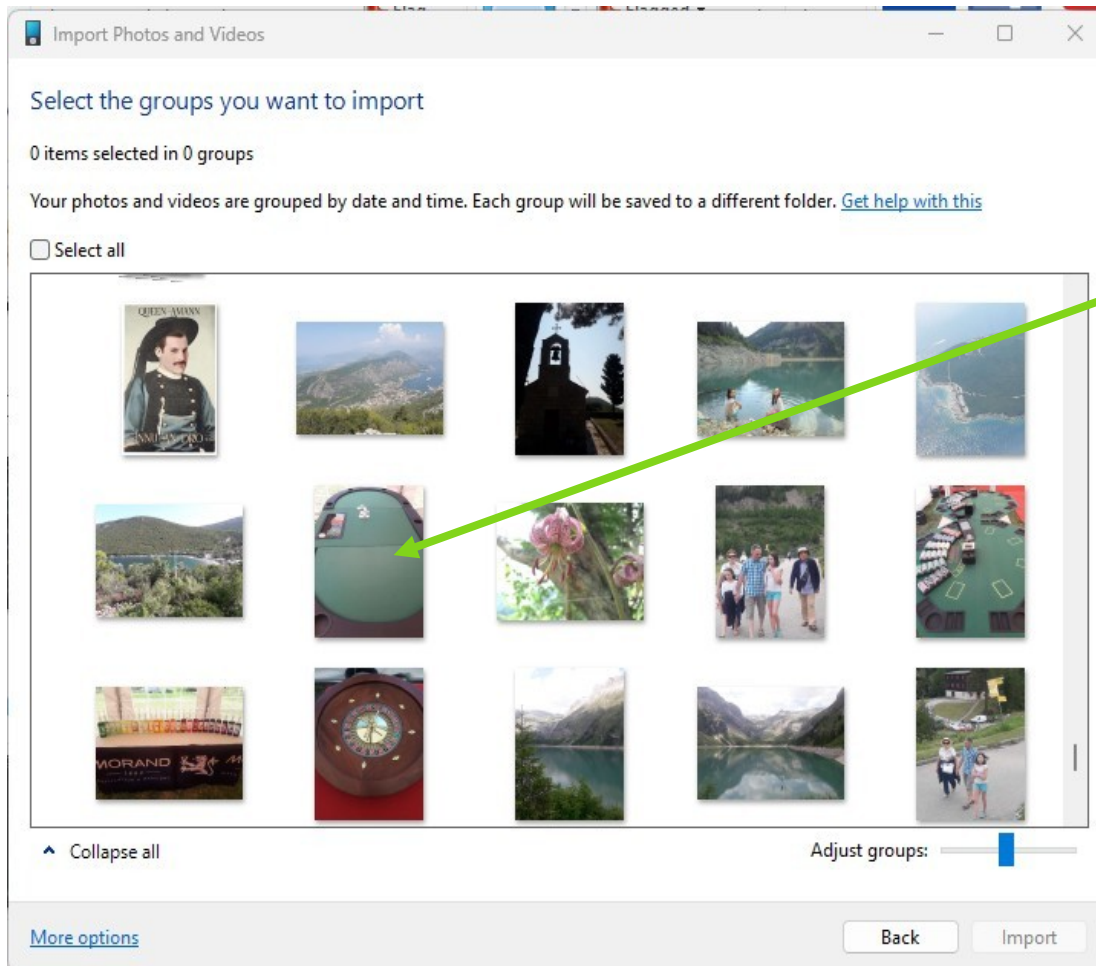 Import Photos and Videos
Select the groups you want to import
0 items selected in 0 groups
Your photos and videos are grouped by date and time. Each group will be saved to a different folder. Get help with this
Select all
QUEEN-AMANN
MORAND
Collapse all
Adjust groups:
More options
Back
Import